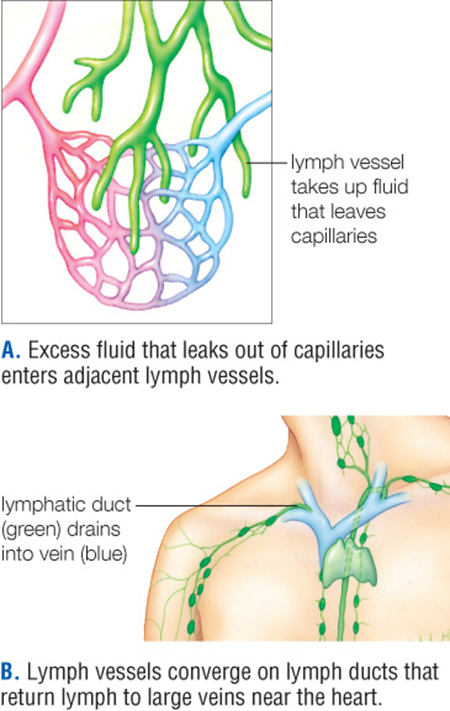 lymph vessel
takes up fluid
that leaves
capillaries
A. Excess fluid that leaks out of capillaries
enters adjacent lymph vessels.
lymphatic duct
(green) drains
into vein (blue)
B. Lymph vessels converge on lymph ducts that
return lymph to large veins near the heart.